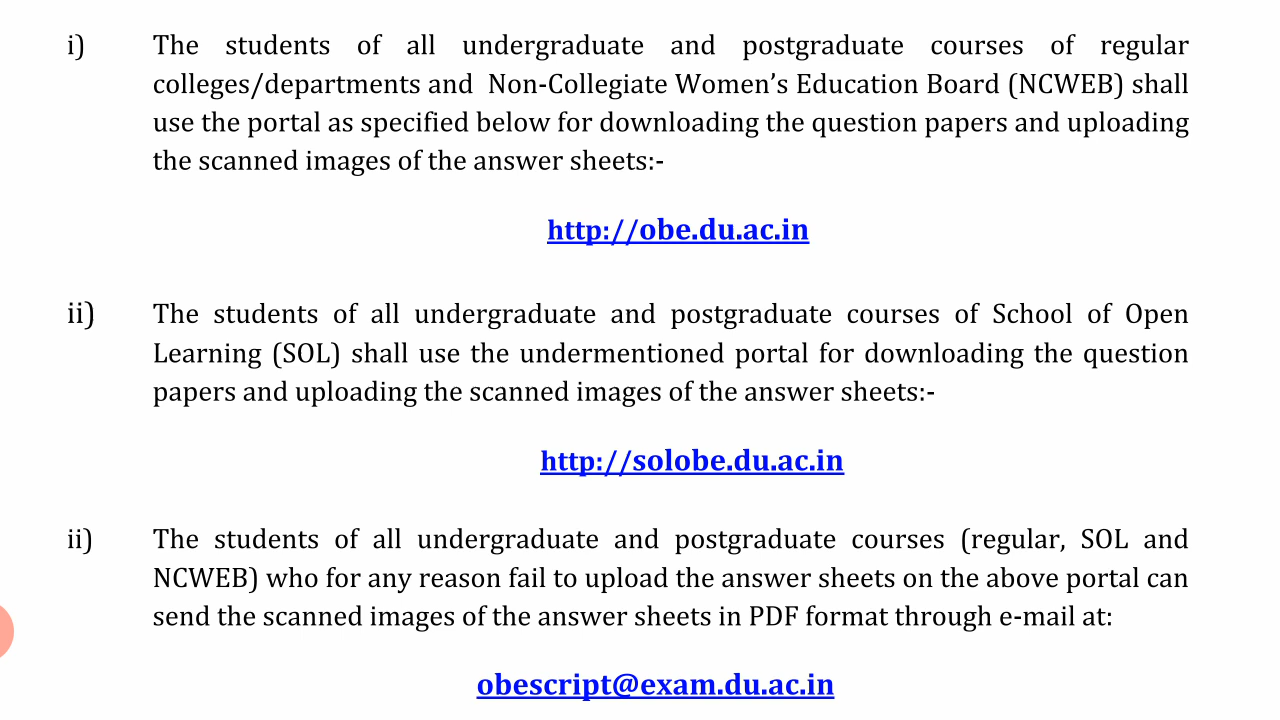 i) The students of all undergraduate and postgraduate courses of regular
colleges/departments and Non-Collegiate Women’s Education Board (NCWEB) shall
use the portal as specified below for downloading the question papers and uploading
the scanned images of the answer sheets:-
http://obe.du.ac.in
ii) The students of all undergraduate and postgraduate courses of School of Open
Learning (SOL) shall use the undermentioned portal for downloading the question
papers and uploading the scanned images of the answer sheets:-
http://solobe.du.ac.in
ii) The students of all undergraduate and postgraduate courses (regular, SOL and
NCWEB) who for any reason fail to upload the answer sheets on the above portal can
send the scanned images of the answer sheets in PDF format through e-mail at:
obescript@exam.du.ac.in